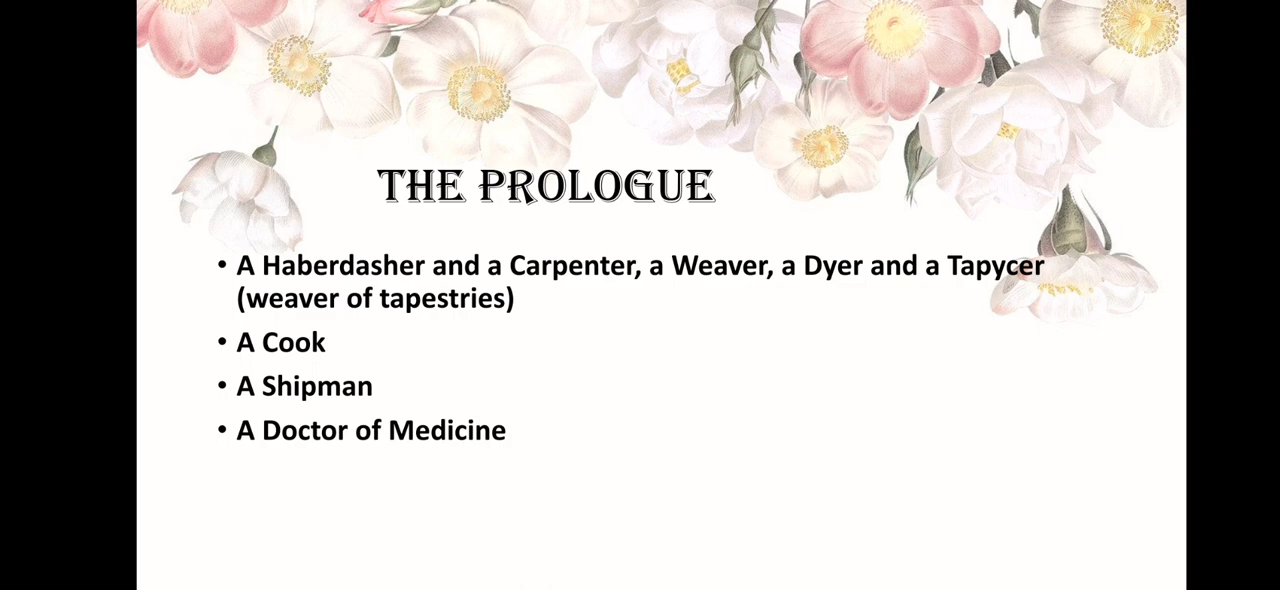 THE PROLOGUE
• A Haberdasher and a Carpenter, a Weaver, a Dyer and a Tapycer
(weaver of tapestries)
• A Cook
• A Shipman
• A Doctor of Medicine